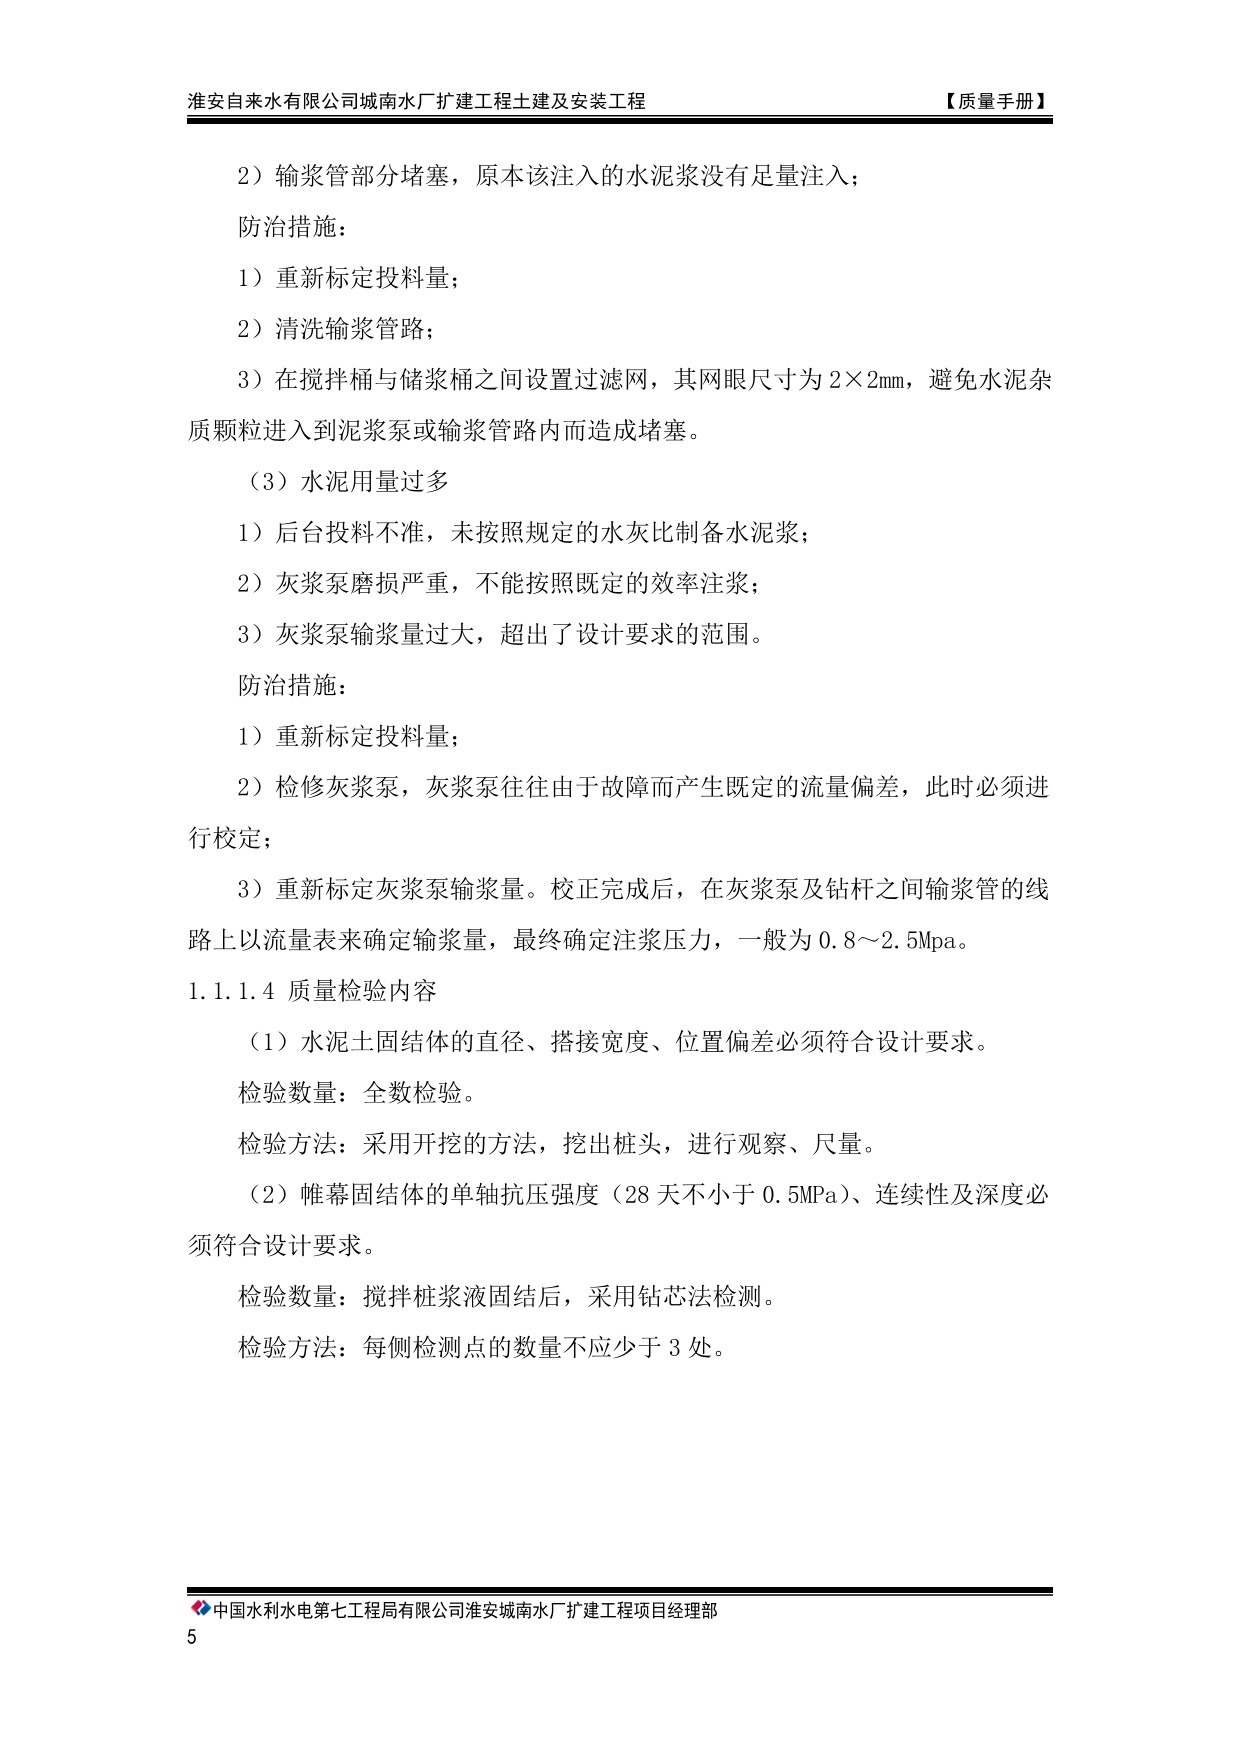 淮安自来水有限公司城南水厂扩建工程土建及安装工程 【质量手册】
2）输浆管部分堵塞，原本该注入的水泥浆没有足量注入；
防治措施：
1）重新标定投料量；
2）清洗输浆管路；
3）在搅拌桶与储浆桶之间设置过滤网，其网眼尺寸为 2×2mm，避免水泥杂
质颗粒进入到泥浆泵或输浆管路内而造成堵塞。
（3）水泥用量过多
1）后台投料不准，未按照规定的水灰比制备水泥浆；
2）灰浆泵磨损严重，不能按照既定的效率注浆；
3）灰浆泵输浆量过大，超出了设计要求的范围。
防治措施：
1）重新标定投料量；
2）检修灰浆泵，灰浆泵往往由于故障而产生既定的流量偏差，此时必须进
行校定；
3）重新标定灰浆泵输浆量。校正完成后，在灰浆泵及钻杆之间输浆管的线
路上以流量表来确定输浆量，最终确定注浆压力，一般为 0.8～2.5Mpa。
1.1.1.4 质量检验内容
（1）水泥土固结体的直径、搭接宽度、位置偏差必须符合设计要求。
检验数量：全数检验。
检验方法：采用开挖的方法，挖出桩头，进行观察、尺量。
（2）帷幕固结体的单轴抗压强度（28 天不小于 0.5MPa）、连续性及深度必
须符合设计要求。
检验数量：搅拌桩浆液固结后，采用钻芯法检测。
检验方法：每侧检测点的数量不应少于 3 处。
中国水利水电第七工程局有限公司淮安城南水厂扩建工程项目经理部
5